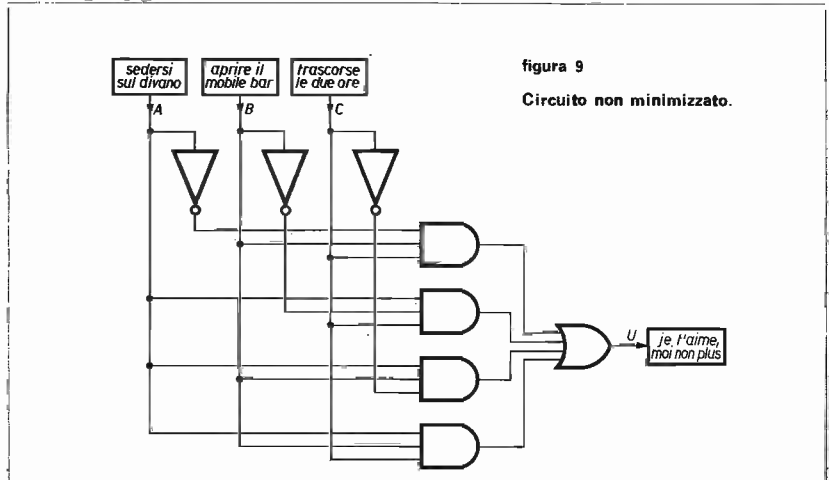 sedersi
sul divano
aprire il
mobile bar
trascorse
le due ore
figura 9
Circuito non minimizzato.
A
B
C
U
je, t'aime,
moi non plus